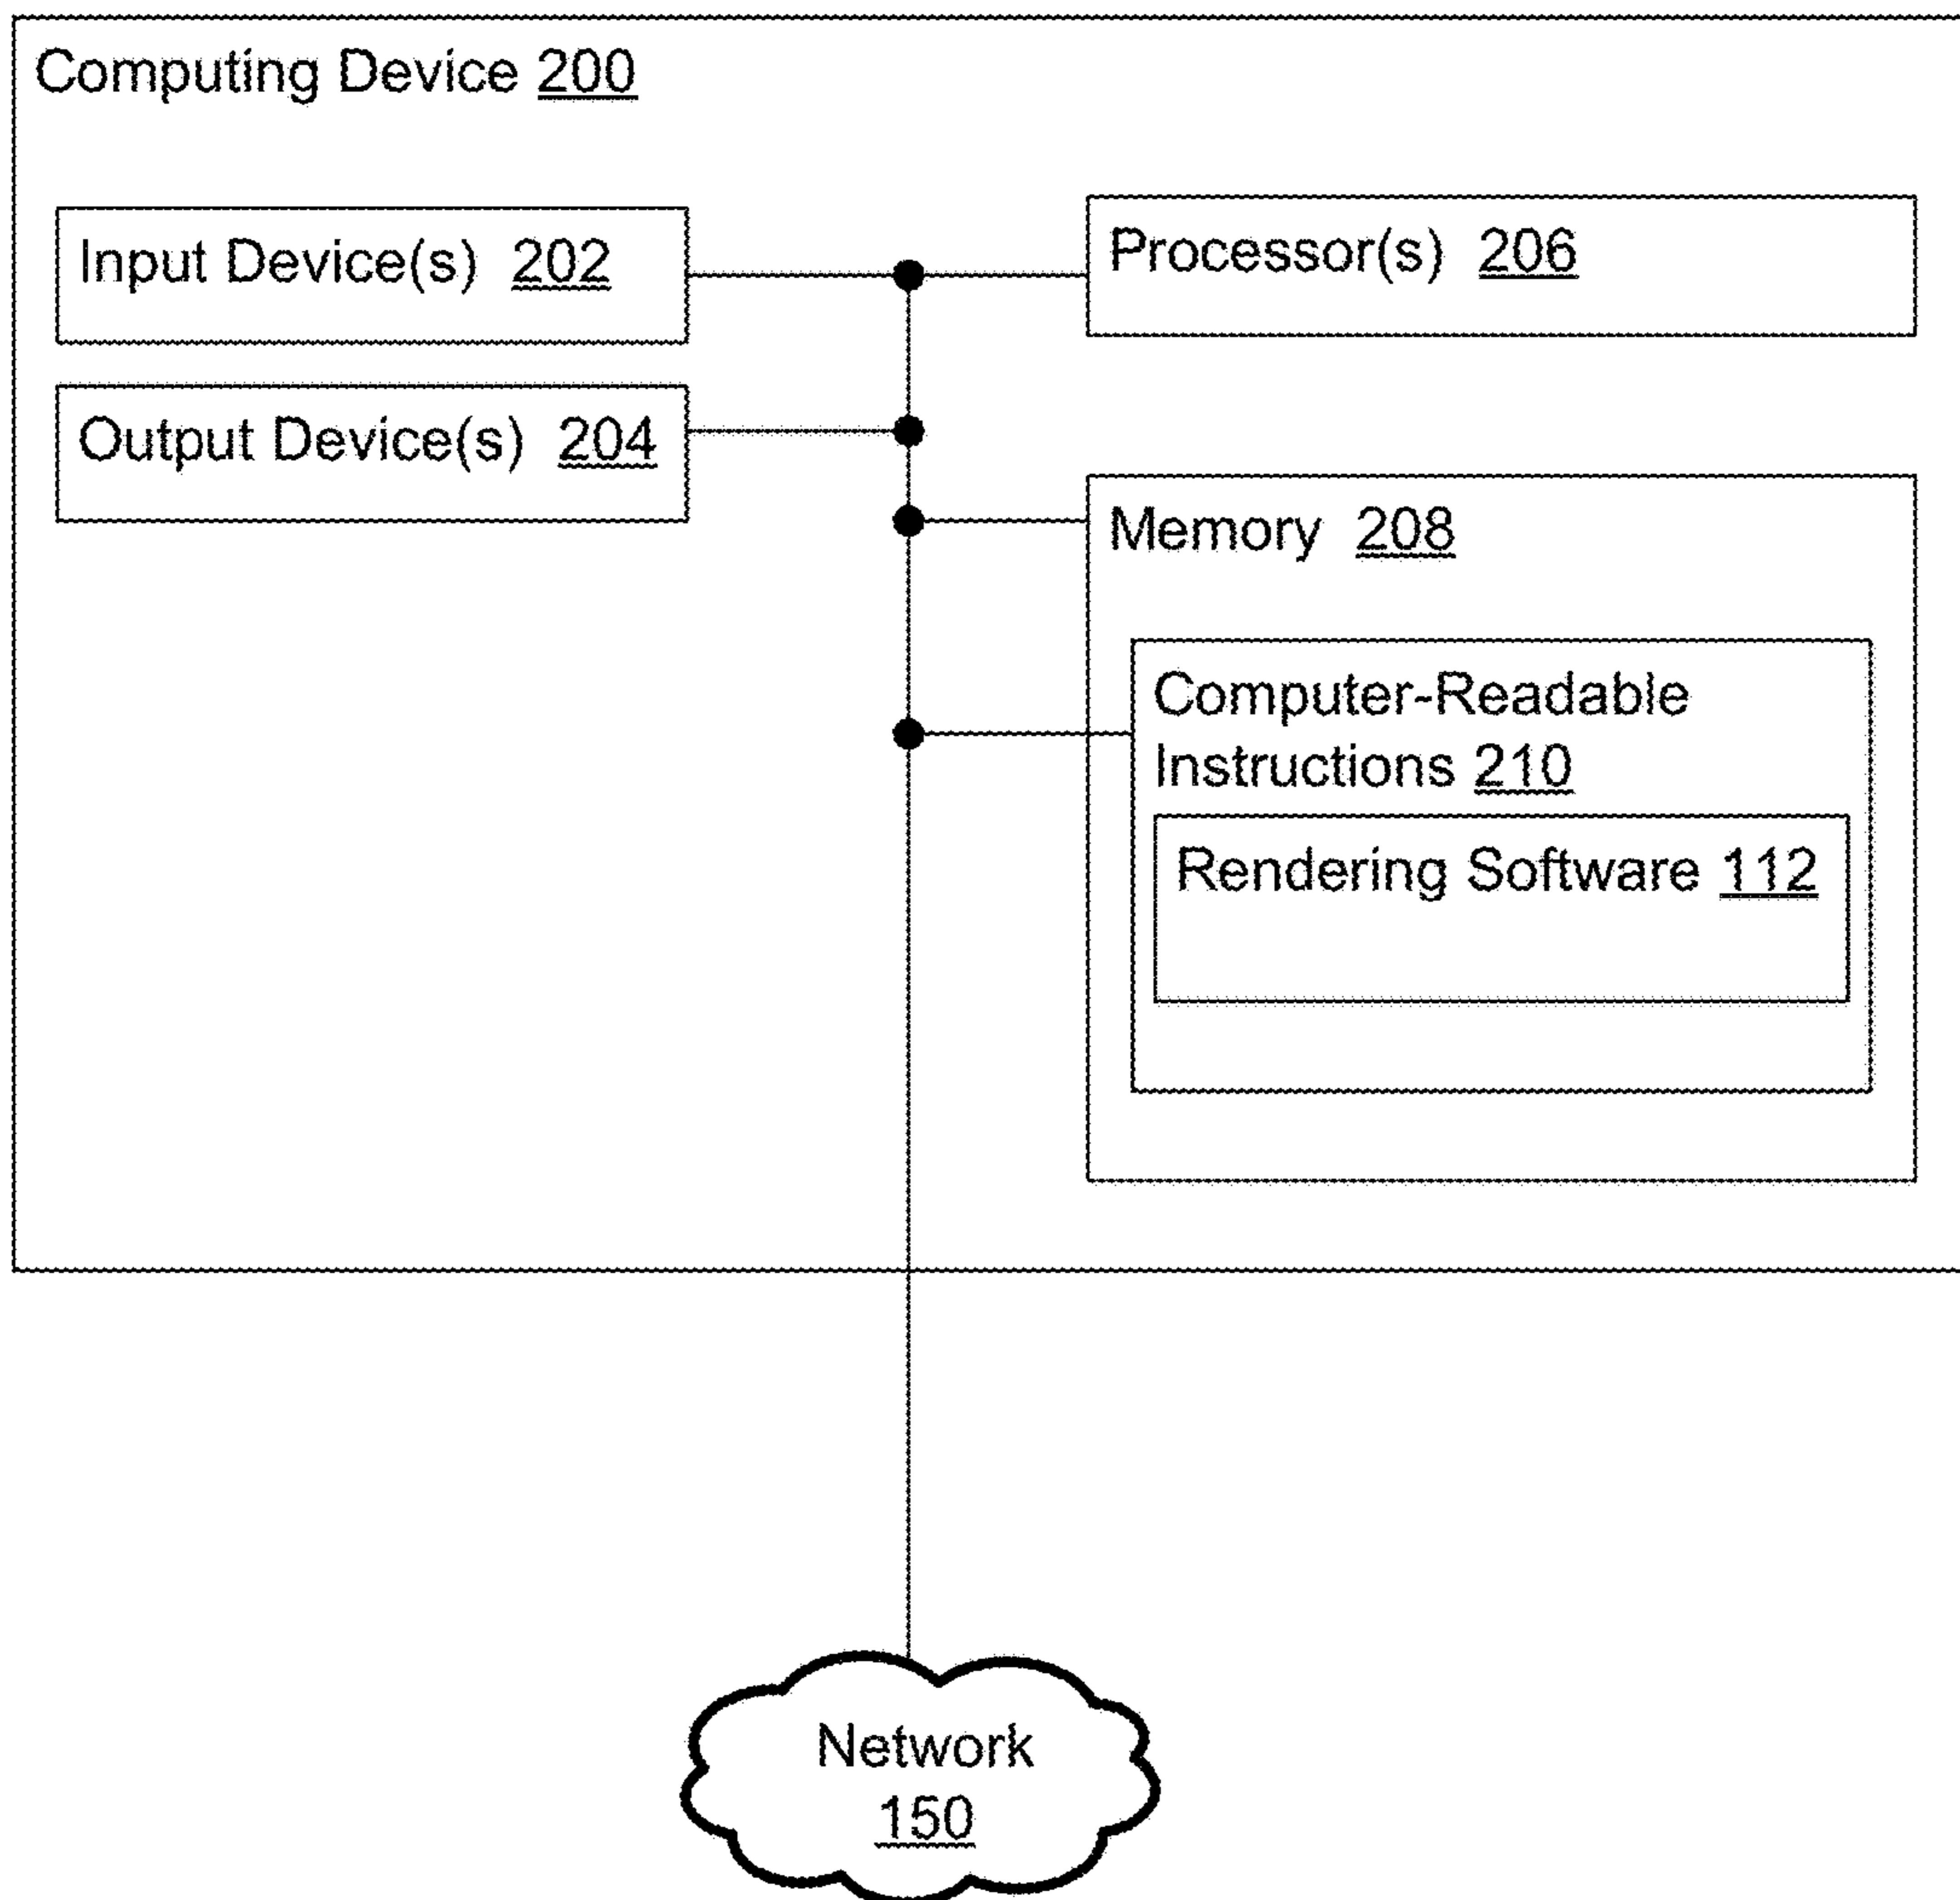 Computing Device 200
Input Device(s) 202
Processor(s) 206
Output Device(s) 204
Memory 208
Computer-Readable
Instructions 210
Rendering Software 112
Network
150